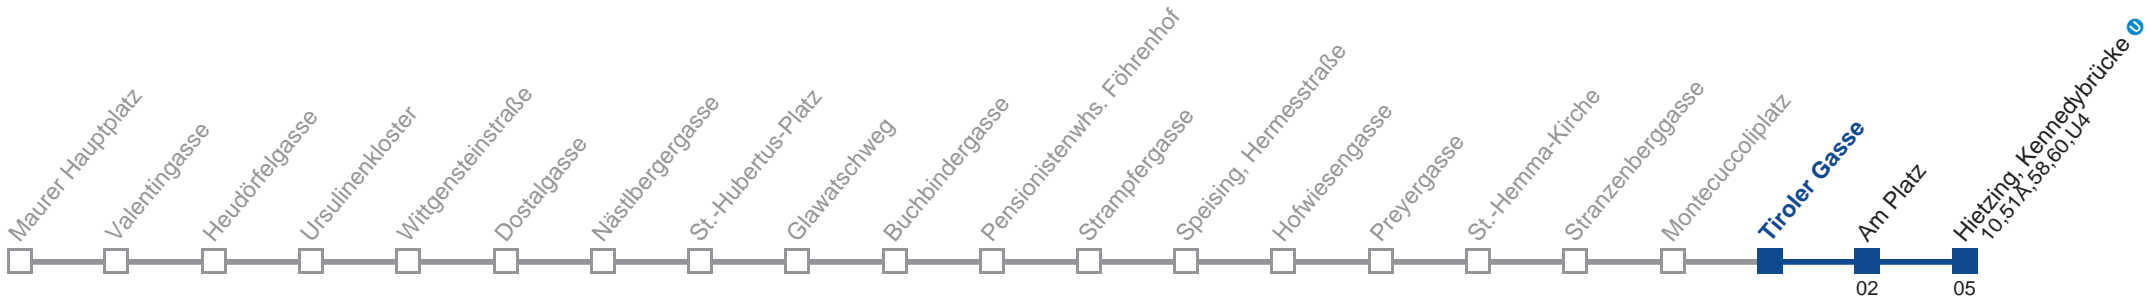 Maurer Hauptplatz
Valentingasse
Heudörfelgasse
Ursulinenkloster
Wittgensteinstraße
Dostalgasse
Nästlbergergasse
St.-Hubertus-Platz
Glawatschweg
Buchbindergasse
Pensionistenwhs. Föhrenhof
Strampfergasse
Speising, Hermesstraße
Hofwiesengasse
Preyergasse
St.-Hemma-Kirche
Stranzenberggasse
Montecuccoliplatz
Tiroler Gasse
Am Platz
Hietzing, Kennedybrücke U
10,51A,58,60,U4
02
05